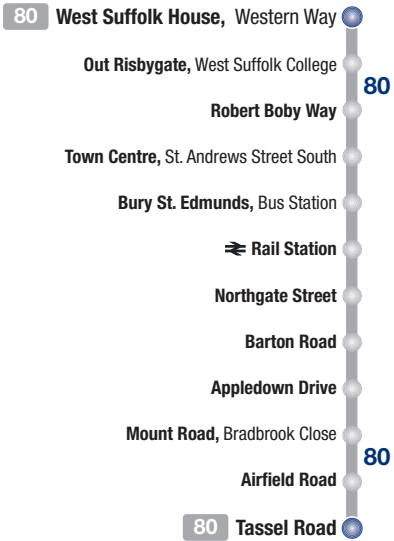 80 West Suffolk House, Western Way
Out Risbygate, West Suffolk College
80
Robert Boby Way
Town Centre, St. Andrews Street South
Bury St. Edmunds, Bus Station
Rail Station
Northgate Street
Barton Road
Appledown Drive
Mount Road, Bradbrook Close
80
Airfield Road
80 Tassel Road